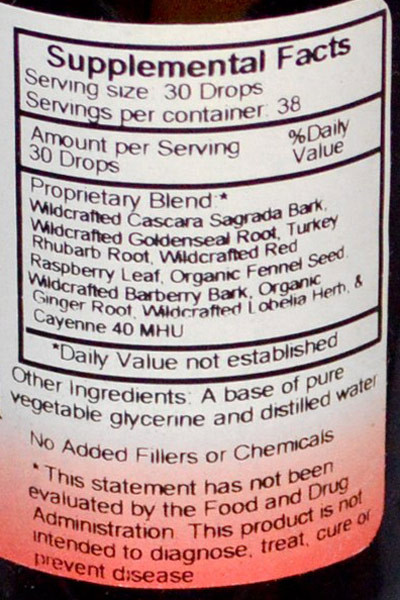 Supplemental Facts
Serving size: 30 Drops
Servings per container: 38
Amount per Serving
30 Drops
%Daily
Value
Proprietary Blend:*
Wildcrafted Cascara Sagrada Bark,
Wildcrafted Goldenseal Root, Turkey
Rhubarb Root, Wildcrafted Red
Raspberry Leaf, Organic Fennel Seed,
Wildcrafted Barberry Bark, Organic
Ginger Root, Wildcrafted Lobelia Herb, &
Cayenne 40 MHU
*Daily Value not established
Other Ingredients: A base of pure
vegetable glycerine and distilled water
No Added Fillers or Chemicals
*This statement has not been
evaluated by the Food and Drug
Administration. This product is not
intended to diagnose, treat, cure or
prevent disease